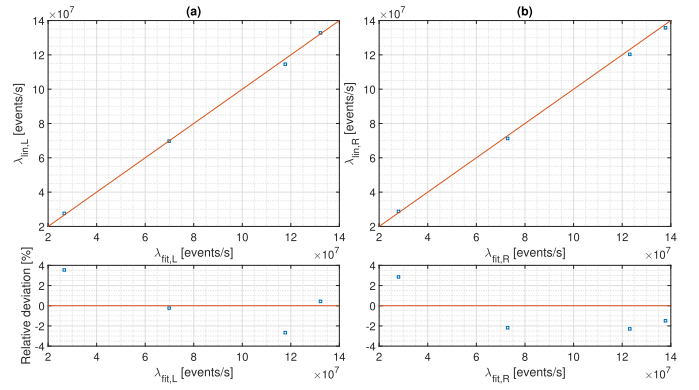 (a)
×10⁷
14
12
10
8
6
4
2
λlin,L [events/s]
2 4 6 8 10 12 14
λfit,L [events/s]
×10⁷
(b)
×10⁷
14
12
10
8
6
4
2
λlin,R [events/s]
2 4 6 8 10 12 14
λfit,R [events/s]
×10⁷
Relative deviation [%]
4
2
0
-2
-4
2 4 6 8 10 12 14
λfit,L [events/s]
×10⁷
4
2
0
-2
-4
2 4 6 8 10 12 14
λfit,R [events/s]
×10⁷